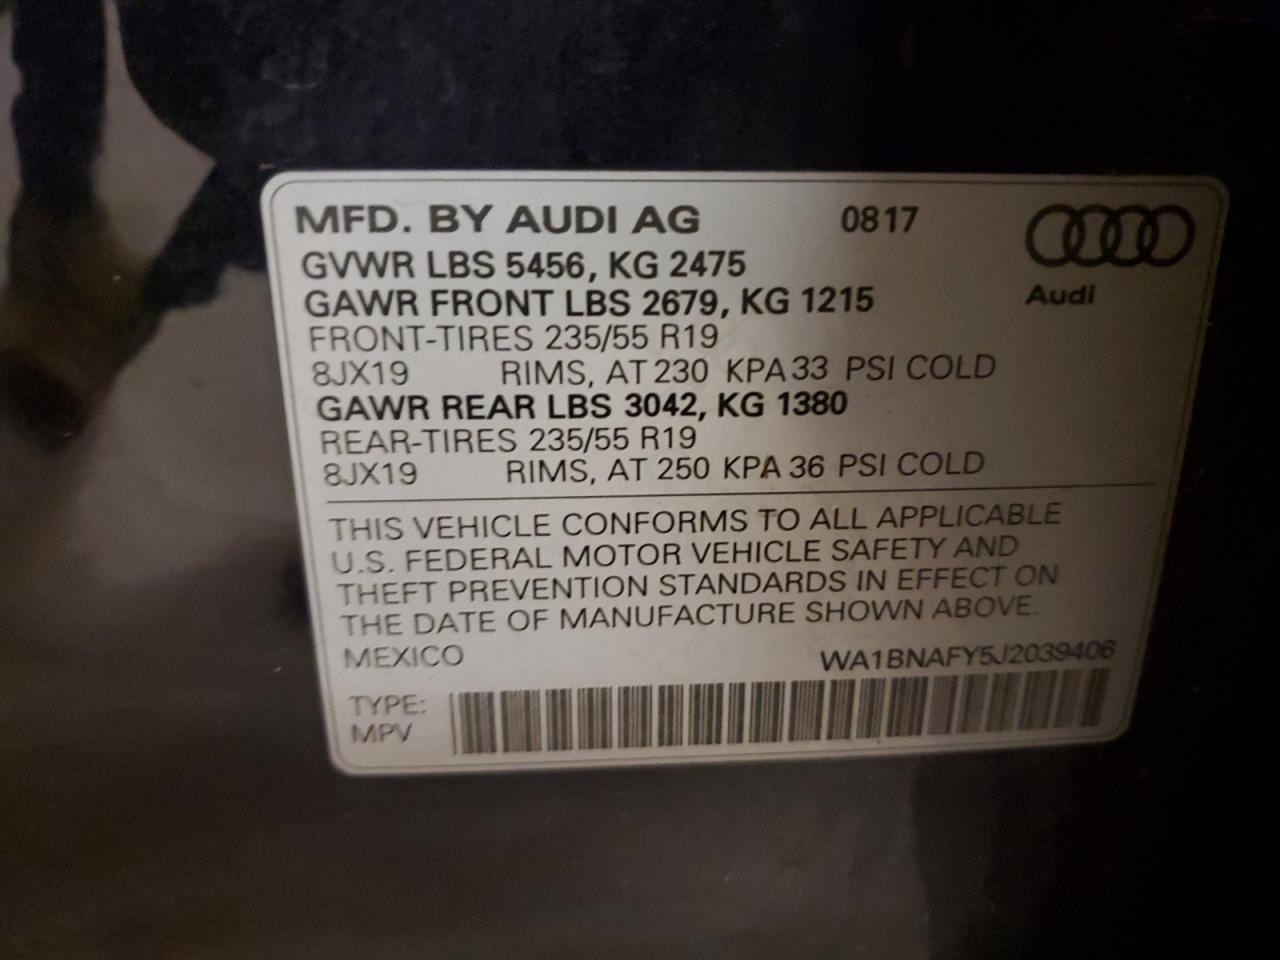 MFD. BY AUDI AG 0817
Audi
GVWR LBS 5456, KG 2475
GAWR FRONT LBS 2679, KG 1215
FRONT-TIRES 235/55 R19
8JX19 RIMS, AT 230 KPA 33 PSI COLD
GAWR REAR LBS 3042, KG 1380
REAR-TIRES 235/55 R19
8JX19 RIMS, AT 250 KPA 36 PSI COLD
THIS VEHICLE CONFORMS TO ALL APPLICABLE
U.S. FEDERAL MOTOR VEHICLE SAFETY AND
THEFT PREVENTION STANDARDS IN EFFECT ON
THE DATE OF MANUFACTURE SHOWN ABOVE.
MEXICO WA1BNAFY5J2039406
TYPE:
MPV